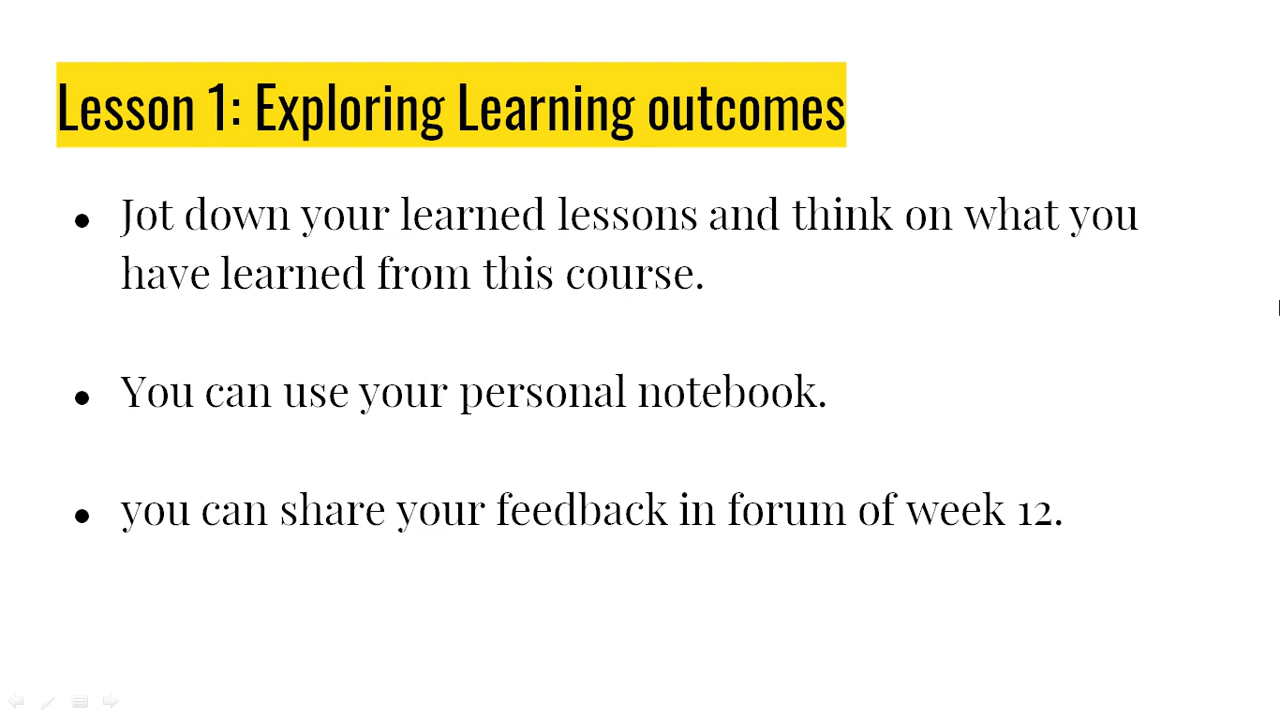 Lesson 1: Exploring Learning outcomes
● Jot down your learned lessons and think on what you
have learned from this course.
● You can use your personal notebook.
● you can share your feedback in forum of week 12.